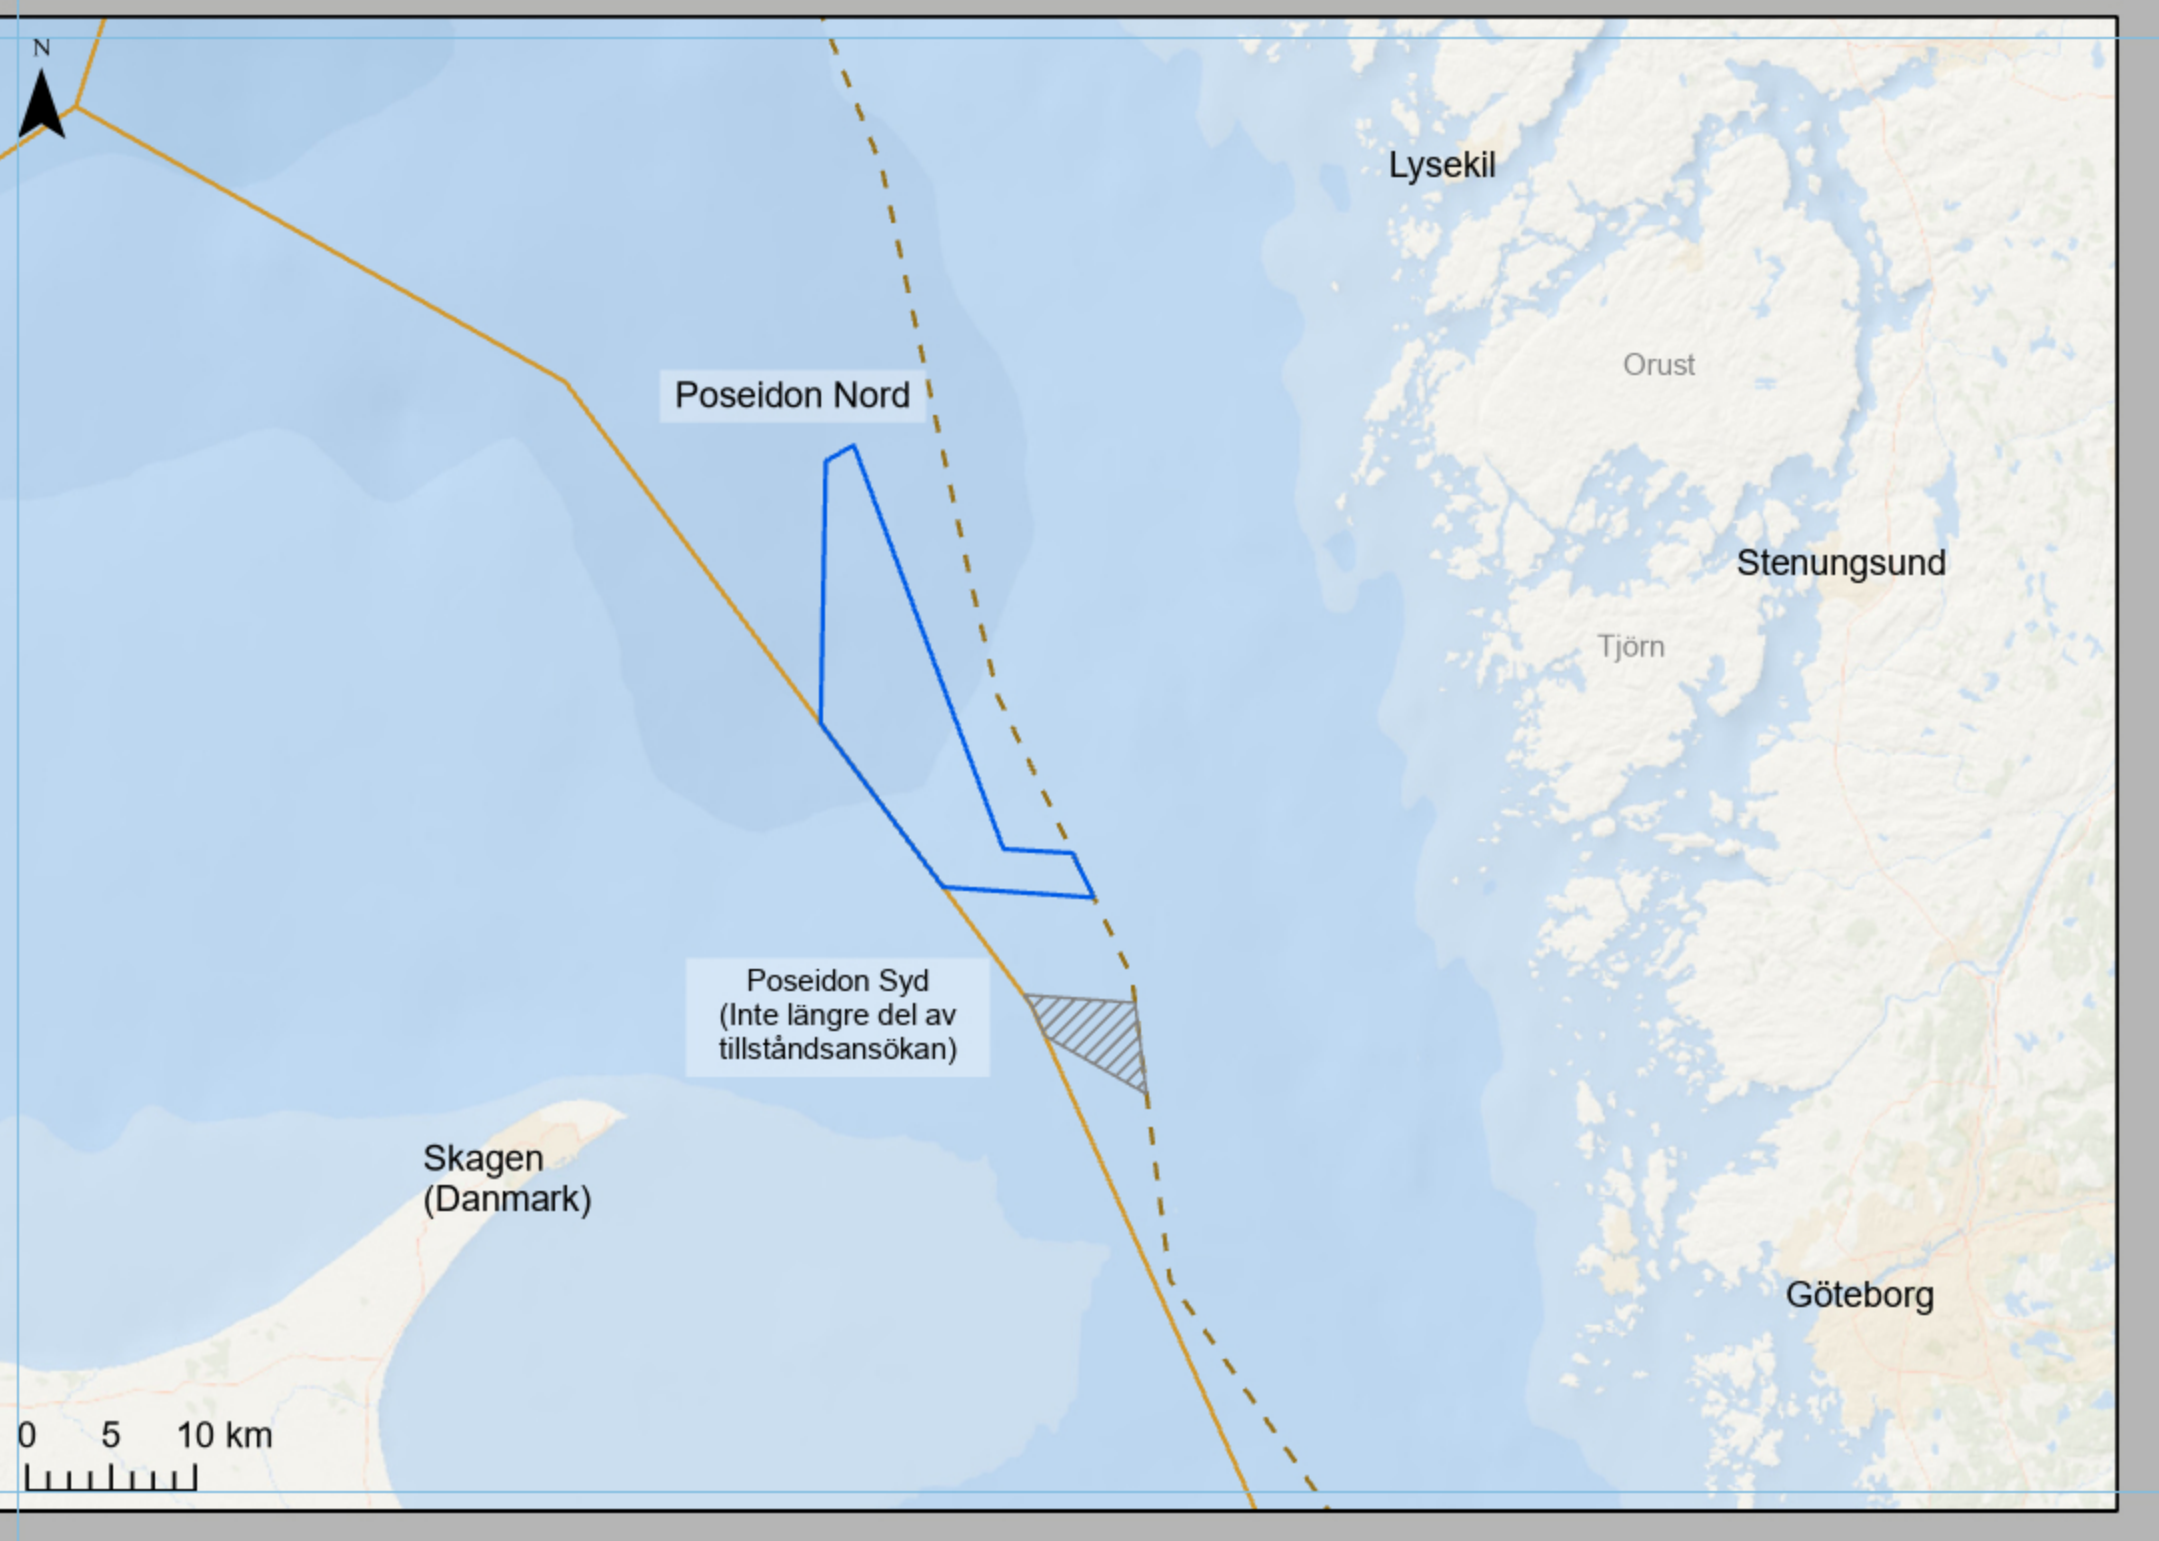 N
Lysekil
Orust
Poseidon Nord
Stenungsund
Tjörn
Poseidon Syd
(Inte längre del av
tillståndsansökan)
Skagen
(Danmark)
Göteborg
0 5 10 km